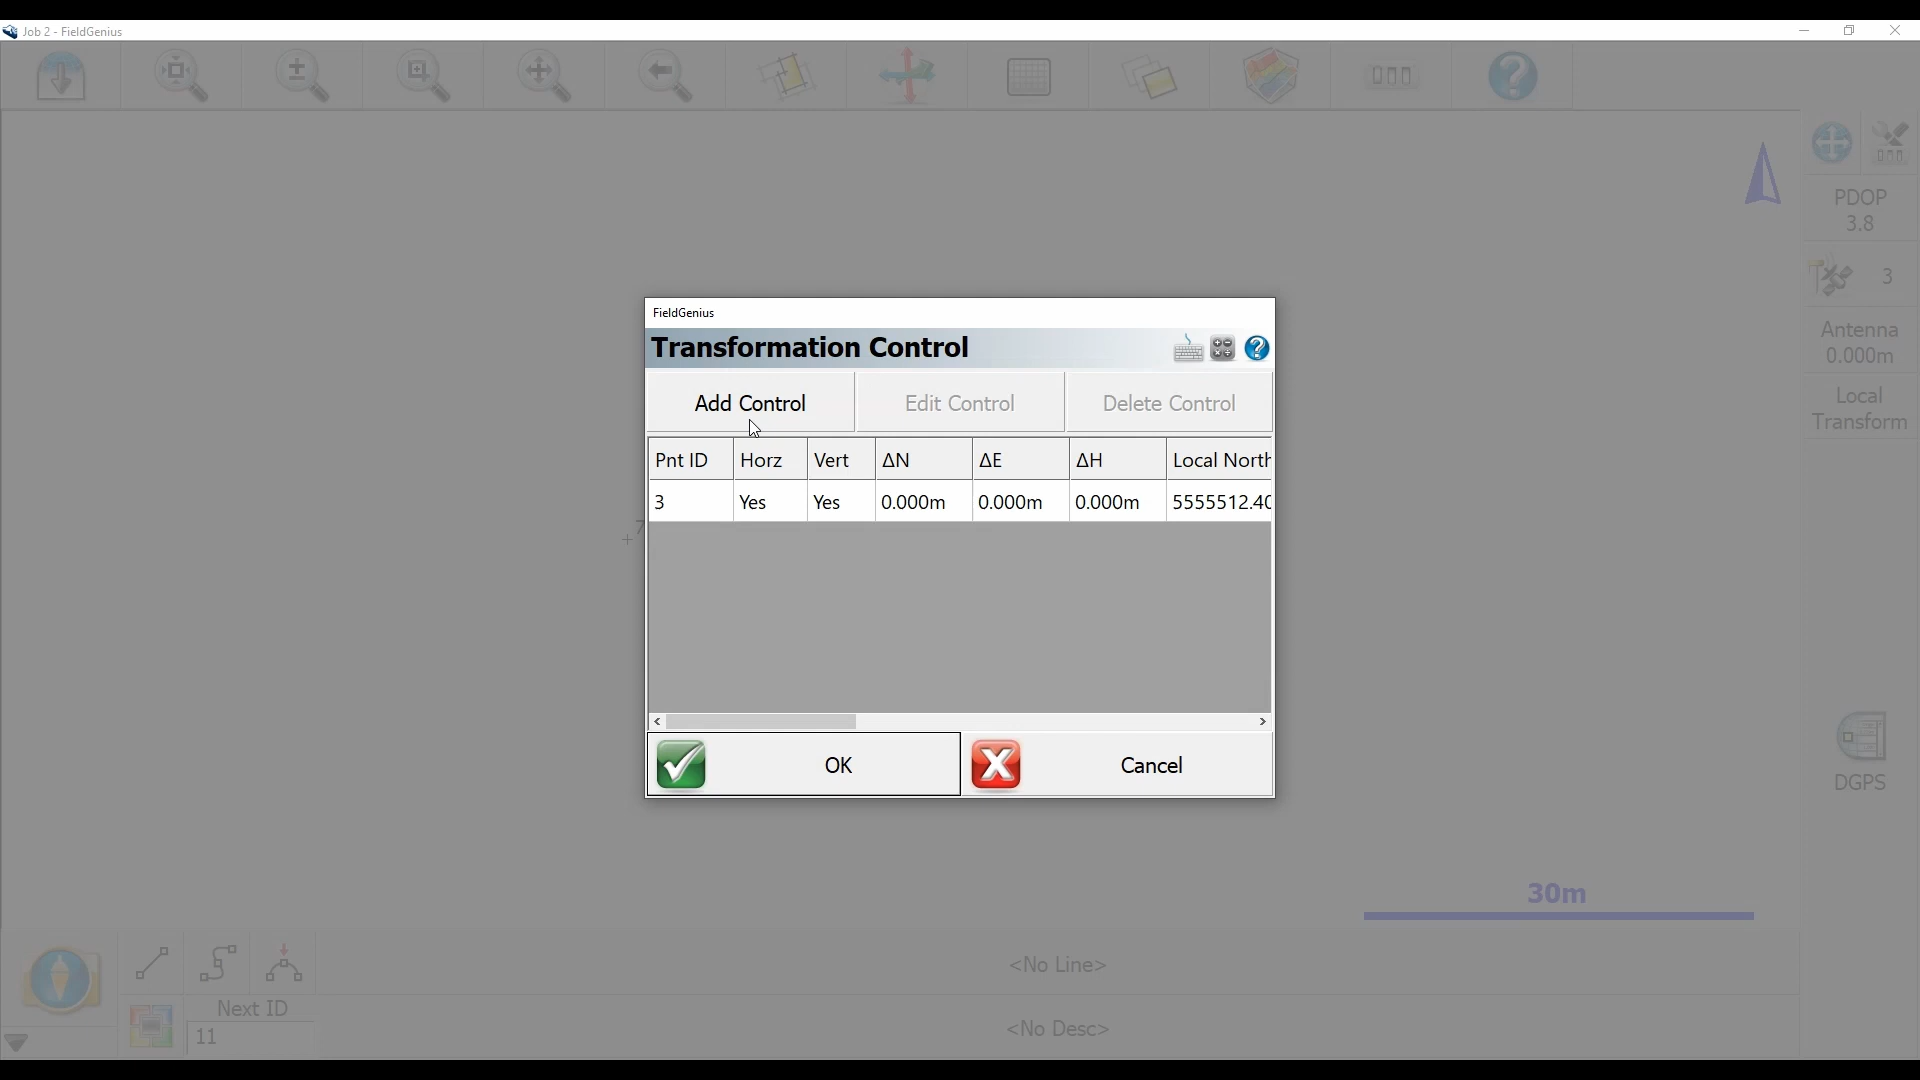 Job 2 - FieldGenius
PDOP
3.8
3
Antenna
0.000m
Local
Transform
FieldGenius
Transformation Control
Add Control Edit Control Delete Control
Pnt ID Horz Vert ΔN ΔE ΔH Local North
3 Yes Yes 0.000m 0.000m 0.000m 5555512.40
+7
DGPS
OK Cancel
30m
<No Line>
Next ID
11
<No Desc>